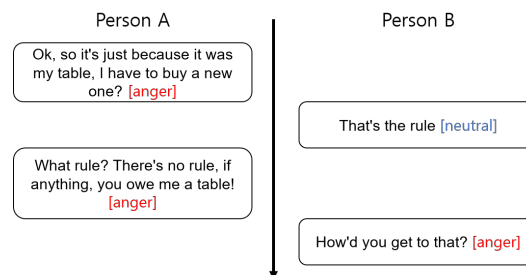 Person A
Person B
Ok, so it's just because it was
my table, I have to buy a new
one? [anger]
That's the rule [neutral]
What rule? There's no rule, if
anything, you owe me a table!
[anger]
How'd you get to that? [anger]